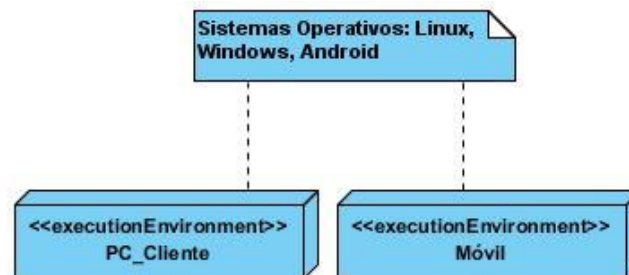 Sistemas Operativos: Linux,
Windows, Android
<<executionEnvironment>>
PC_Cliente
<<executionEnvironment>>
Móvil